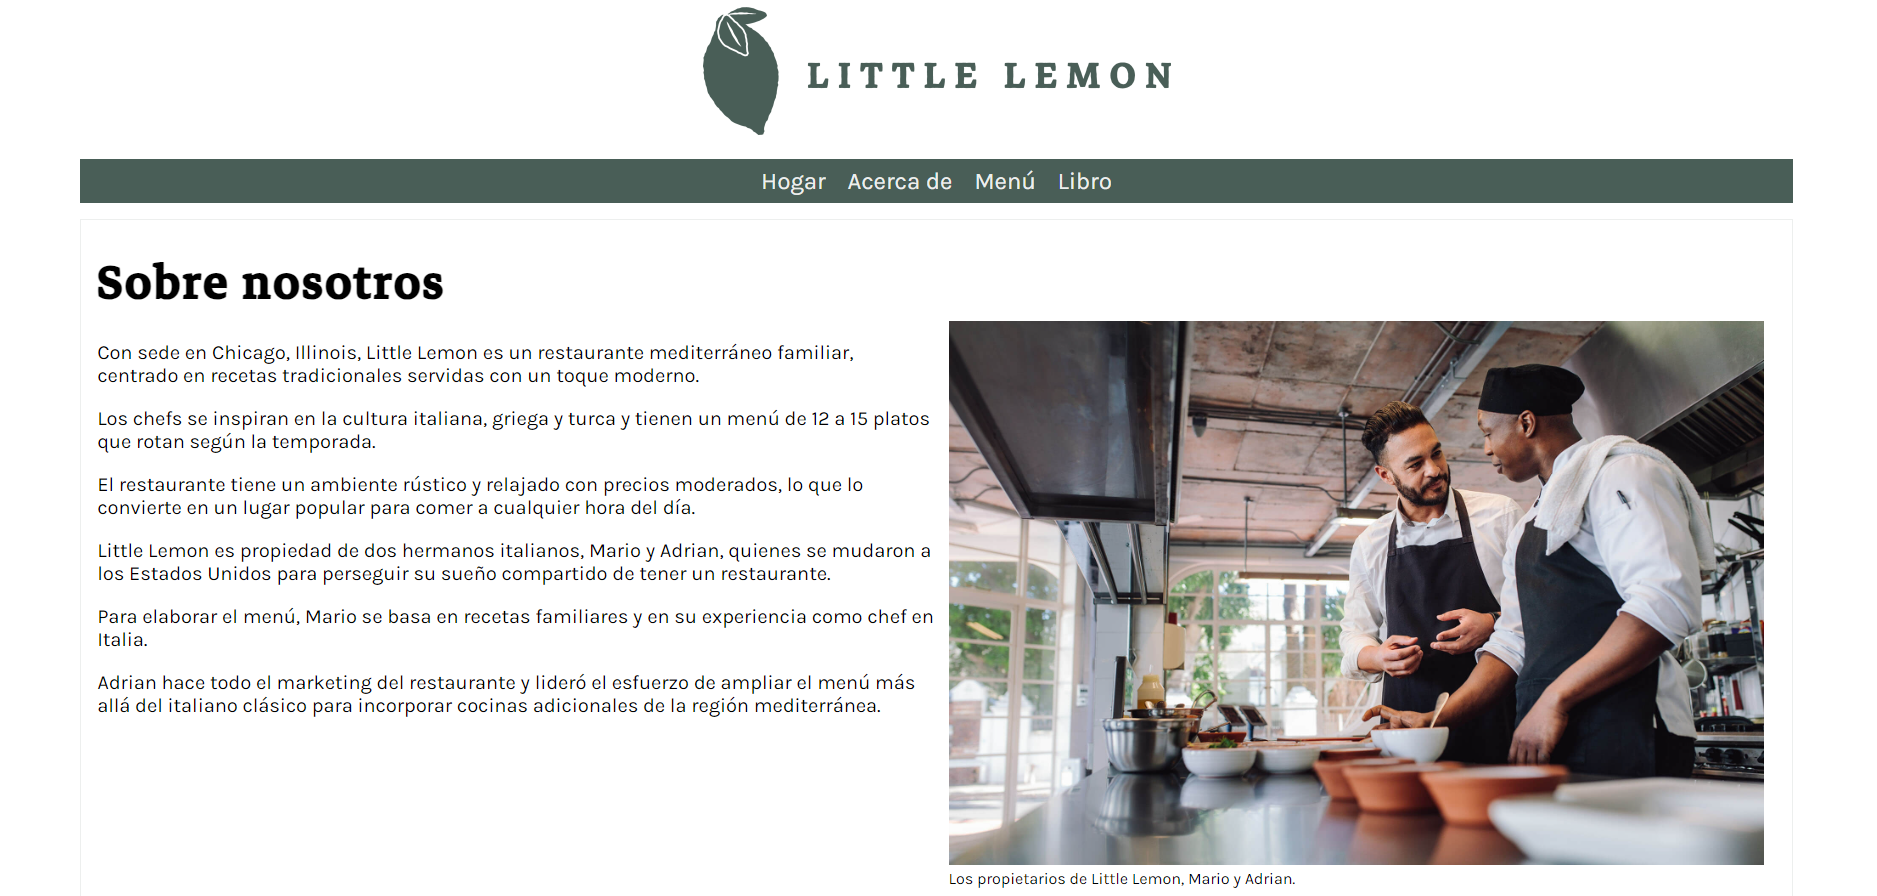 LITTLE LEMON
Hogar Acerca de Menú Libro
Sobre nosotros
Con sede en Chicago, Illinois, Little Lemon es un restaurante mediterráneo familiar,
centrado en recetas tradicionales servidas con un toque moderno.
Los chefs se inspiran en la cultura italiana, griega y turca y tienen un menú de 12 a 15 platos
que rotan según la temporada.
El restaurante tiene un ambiente rústico y relajado con precios moderados, lo que lo
convierte en un lugar popular para comer a cualquier hora del día.
Little Lemon es propiedad de dos hermanos italianos, Mario y Adrian, quienes se mudaron a
los Estados Unidos para perseguir su sueño compartido de tener un restaurante.
Para elaborar el menú, Mario se basa en recetas familiares y en su experiencia como chef en
Italia.
Adrian hace todo el marketing del restaurante y lideró el esfuerzo de ampliar el menú más
allá del italiano clásico para incorporar cocinas adicionales de la región mediterránea.
Los propietarios de Little Lemon, Mario y Adrian.